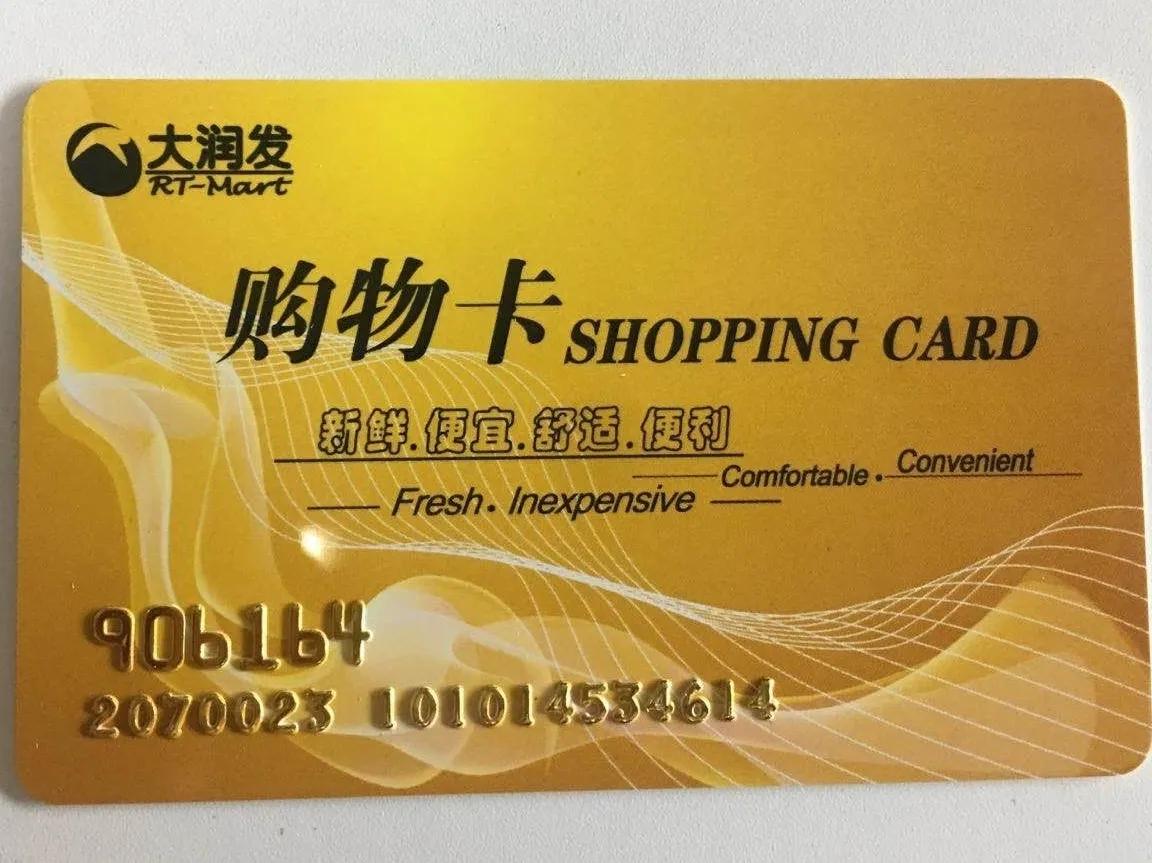 大润发
RT-Mart
购物卡 SHOPPING CARD
新鲜.便宜.舒适.便利
Fresh. Inexpensive Comfortable. Convenient
906164
2070023 101014534614